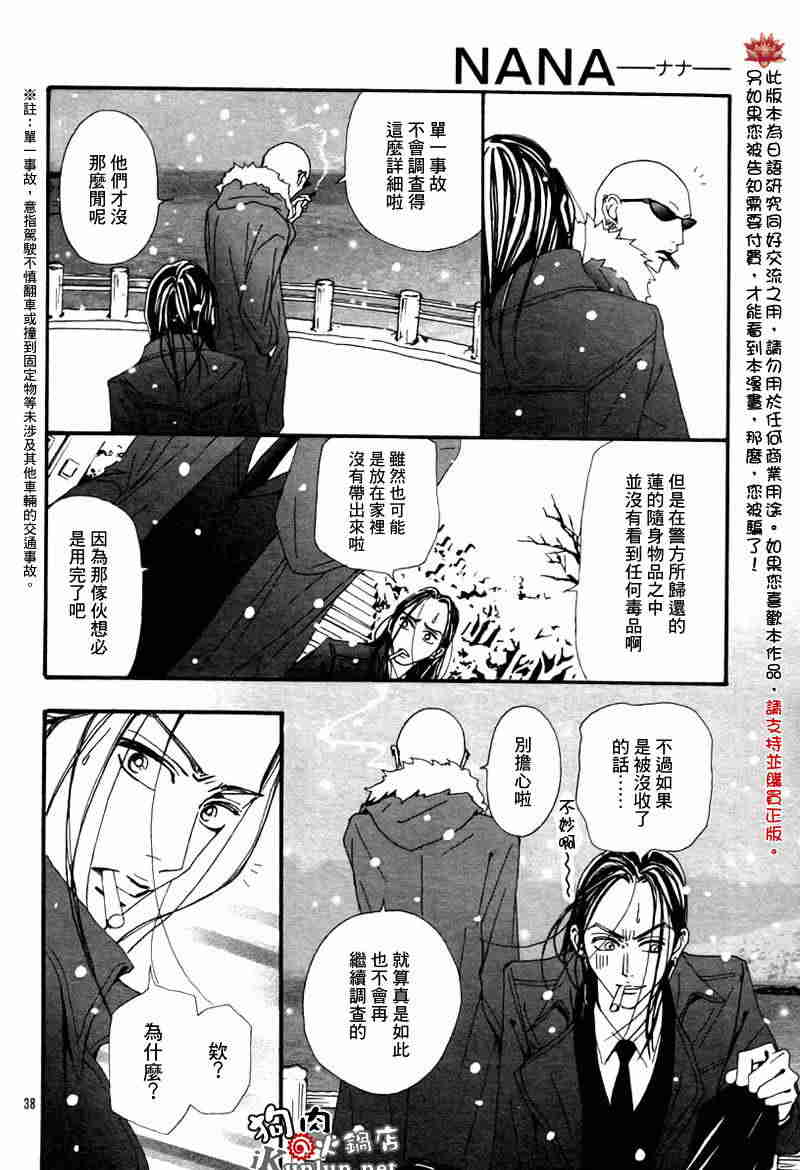 NANA—ナナ—
此版本為日語研究同好交流之用，請勿用於任何商業用途。如果您喜歡本作品，請支持並購買正版。
另如果您被告知需要付費，才能看到本漫畫，那麼，您被騙了！
單一事故
不會調查得
這麼詳細啦
他們才沒
那麼閒呢
※註：單一事故，意指駕駛不慎翻車或撞到固定物等未涉及其他車輛的交通事故。
但是在警方所歸還的
蓮的隨身物品之中
並沒有看到任何毒品啊
雖然也可能
是放在家裡
沒有帶出來啦
因為那傢伙想必
是用完了吧
不過如果
是被沒收了
的話……
不妙啊～
別擔心啦
就算真是如此
也不會再
繼續調查的
欸？
為什麼？
38
狗肉火鍋店
iKuplun.net